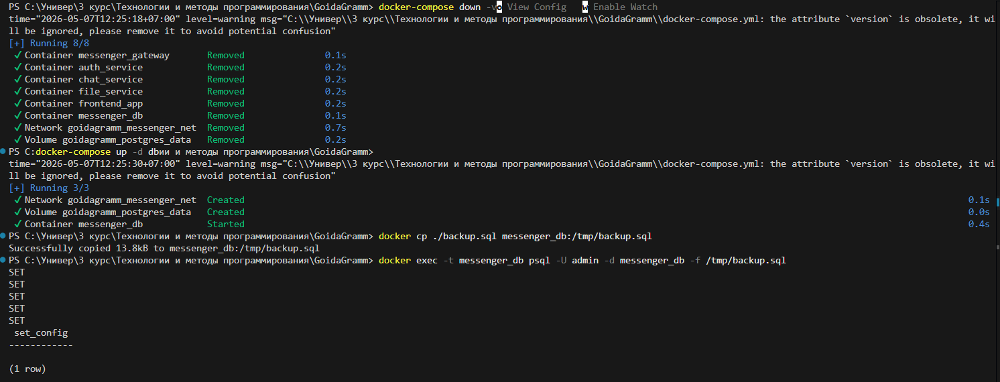 PS C:\Универ\3 курс\Технологии и методы программирования\GoidaGramm> docker-compose down -vo View Config   w Enable Watch
time="2026-05-07T12:25:18+07:00" level=warning msg="C:\\Универ\\3 курс\\Технологии и методы программирования\\GoidaGramm\\docker-compose.yml: the attribute `version` is obsolete, it wi
ll be ignored, please remove it to avoid potential confusion"
[+] Running 8/8
✔ Container messenger_gateway       Removed               0.1s
✔ Container auth_service            Removed               0.2s
✔ Container chat_service            Removed               0.2s
✔ Container file_service            Removed               0.2s
✔ Container frontend_app            Removed               0.2s
✔ Container messenger_db            Removed               0.1s
✔ Network goidagramm_messenger_net  Removed               0.7s
✔ Volume goidagramm_postgres_data   Removed               0.2s
PS C:docker-compose up -d dbии и методы программирования\GoidaGramm>
time="2026-05-07T12:25:30+07:00" level=warning msg="C:\\Универ\\3 курс\\Технологии и методы программирования\\GoidaGramm\\docker-compose.yml: the attribute `version` is obsolete, it wi
ll be ignored, please remove it to avoid potential confusion"
[+] Running 3/3
✔ Network goidagramm_messenger_net  Created               0.1s
✔ Volume goidagramm_postgres_data   Created               0.0s
✔ Container messenger_db            Started               0.4s
PS C:\Универ\3 курс\Технологии и методы программирования\GoidaGramm> docker cp ./backup.sql messenger_db:/tmp/backup.sql
Successfully copied 13.8kB to messenger_db:/tmp/backup.sql
PS C:\Универ\3 курс\Технологии и методы программирования\GoidaGramm> docker exec -t messenger_db psql -U admin -d messenger_db -f /tmp/backup.sql
SET
SET
SET
SET
SET
set_config
------------
(1 row)